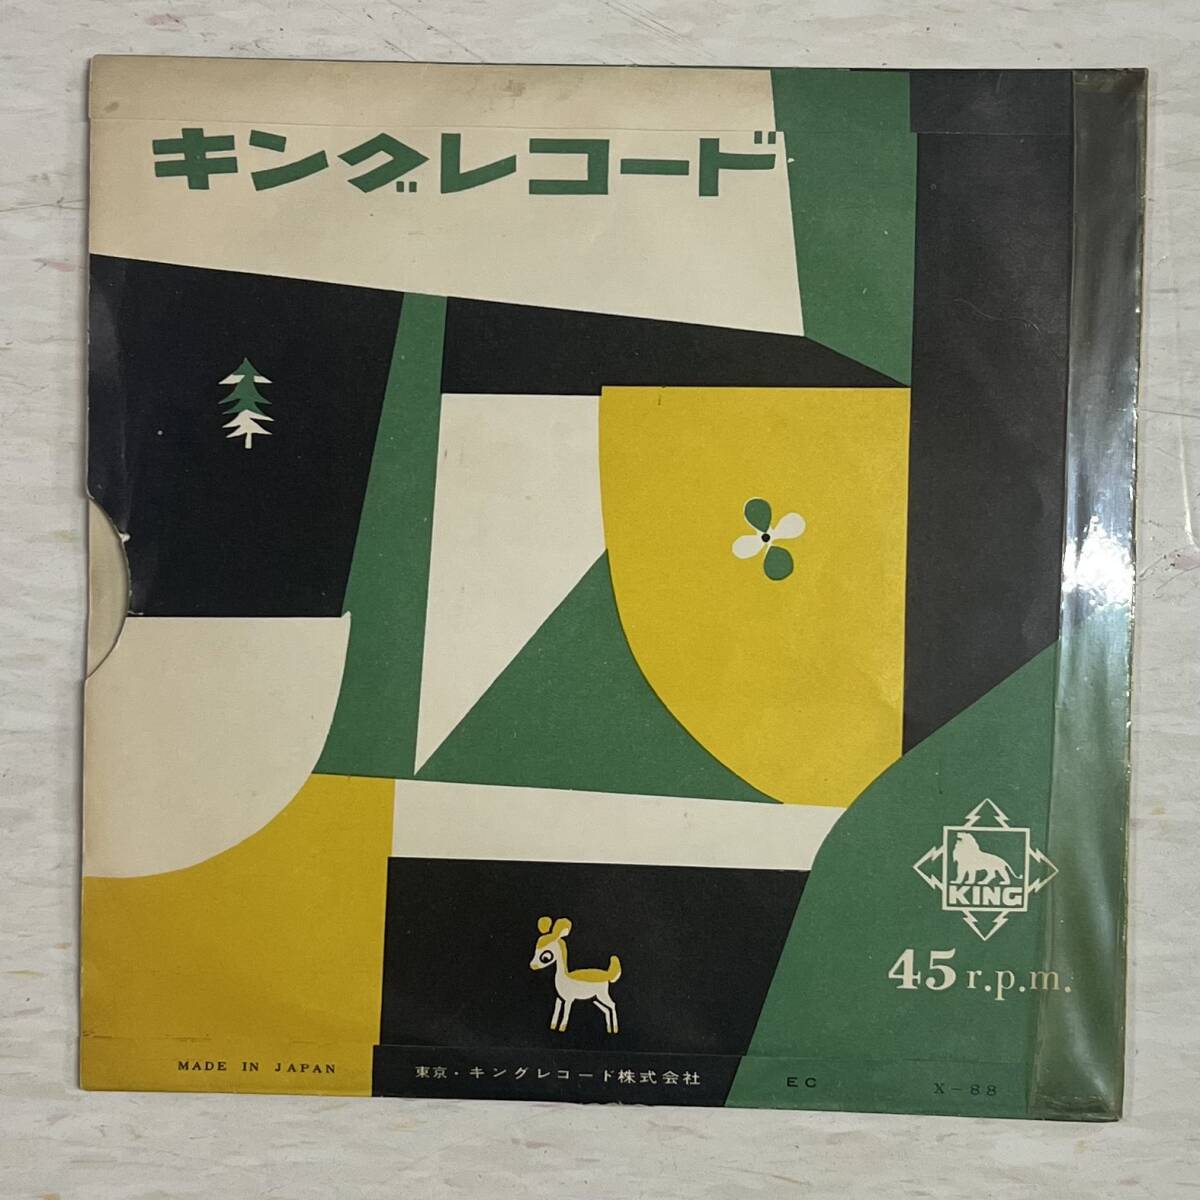 キングレコード
KING
45 r.p.m.
MADE IN JAPAN
東京・キングレコード株式会社
EC
X-88